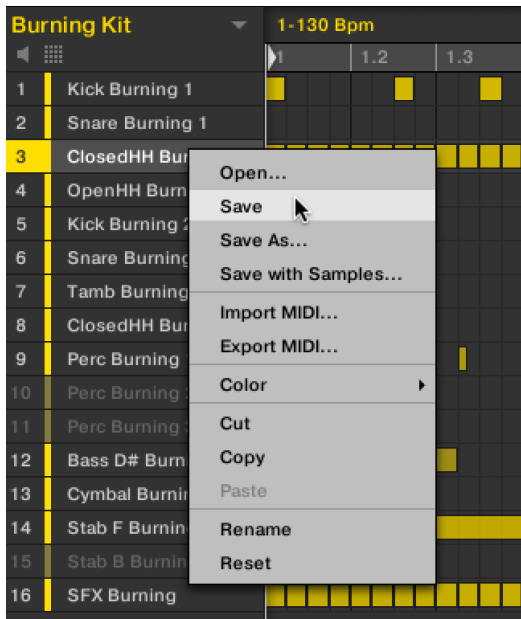 Burning Kit
1-130 Bpm
1 1.2 1.3
1 Kick Burning 1
2 Snare Burning 1
3 ClosedHH Bur
4 OpenHH Burn
5 Kick Burning
6 Snare Burning
7 Tamb Burning
8 ClosedHH Bur
9 Perc Burning
10 Perc Burning
11 Perc Burning
12 Bass D# Burn
13 Cymbal Burni
14 Stab F Burnin
15 Stab B Burnin
16 SFX Burning
Open...
Save
Save As...
Save with Samples...
Import MIDI...
Export MIDI...
Color
Cut
Copy
Paste
Rename
Reset